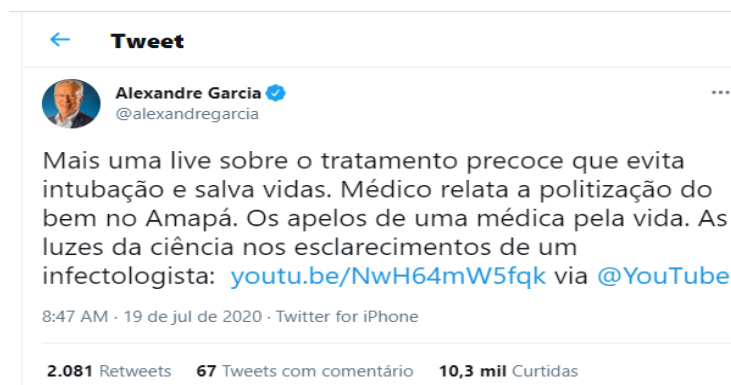 ← Tweet
Alexandre Garcia
@alexandregarcia
Mais uma live sobre o tratamento precoce que evita
intubação e salva vidas. Médico relata a politização do
bem no Amapá. Os apelos de uma médica pela vida. As
luzes da ciência nos esclarecimentos de um
infectologista: youtu.be/NwH64mW5fqk via @YouTube
8:47 AM · 19 de jul de 2020 · Twitter for iPhone
2.081 Retweets 67 Tweets com comentário 10,3 mil Curtidas